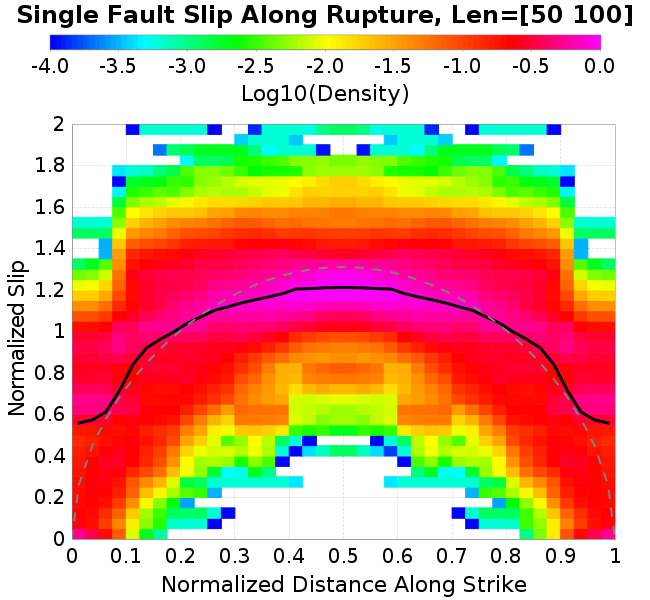 Single Fault Slip Along Rupture, Len=[50 100]
-4.0 -3.5 -3.0 -2.5 -2.0 -1.5 -1.0 -0.5 0.0
Log10(Density)
2
1.8
1.6
1.4
1.2
1
0.8
0.6
0.4
0.2
0
Normalized Slip
0 0.1 0.2 0.3 0.4 0.5 0.6 0.7 0.8 0.9 1
Normalized Distance Along Strike